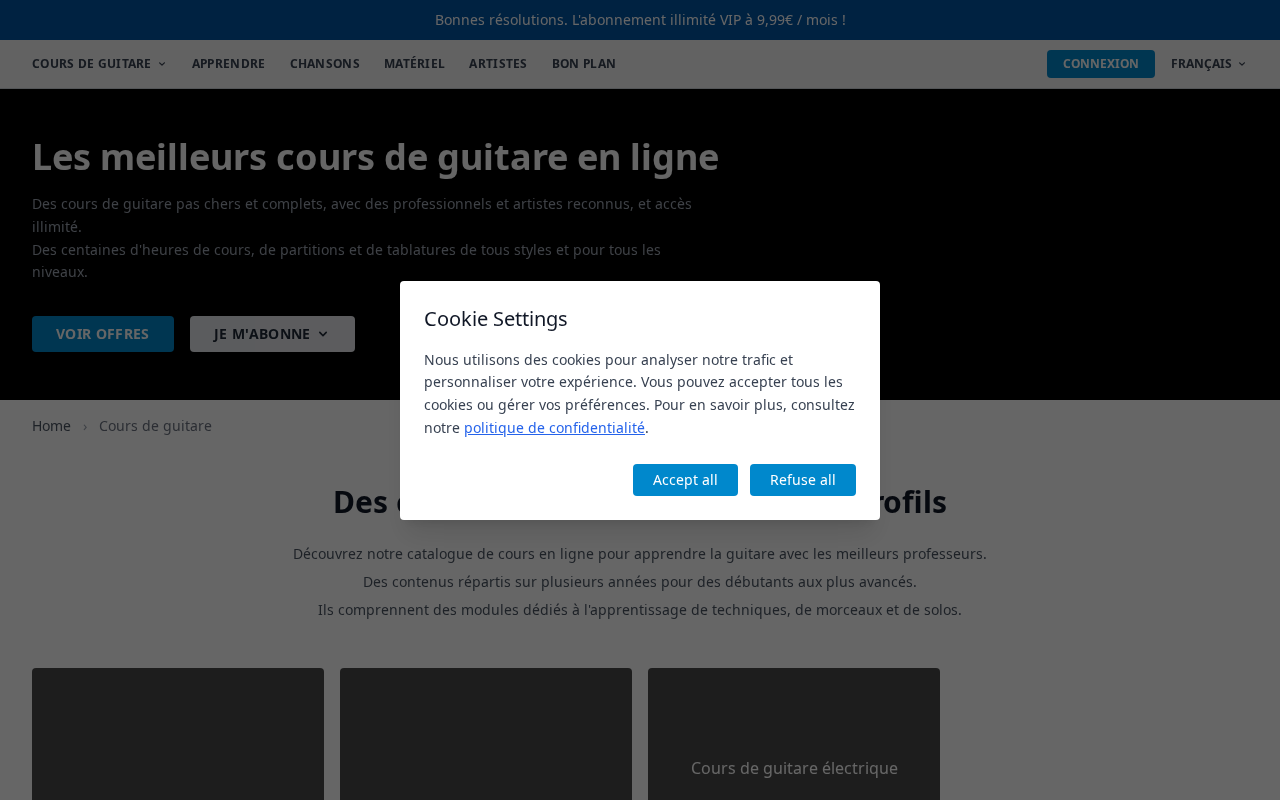 Bonnes résolutions. L'abonnement illimité VIP à 9,99€ / mois !
COURS DE GUITARE APPRENDRE CHANSONS MATÉRIEL ARTISTES BON PLAN CONNEXION FRANÇAIS
Les meilleurs cours de guitare en ligne
Des cours de guitare pas chers et complets, avec des professionnels et artistes reconnus, et accès
illimité.
Des centaines d'heures de cours, de partitions et de tablatures de tous styles et pour tous les
niveaux.
VOIR OFFRES JE M'ABONNE
Cookie Settings
Nous utilisons des cookies pour analyser notre trafic et
personnaliser votre expérience. Vous pouvez accepter tous les
cookies ou gérer vos préférences. Pour en savoir plus, consultez
notre politique de confidentialité.
Accept all Refuse all
Home › Cours de guitare
Des
Découvrez notre catalogue de cours en ligne pour apprendre la guitare avec les meilleurs professeurs.
Des contenus répartis sur plusieurs années pour des débutants aux plus avancés.
Ils comprennent des modules dédiés à l'apprentissage de techniques, de morceaux et de solos.
Cours de guitare électrique